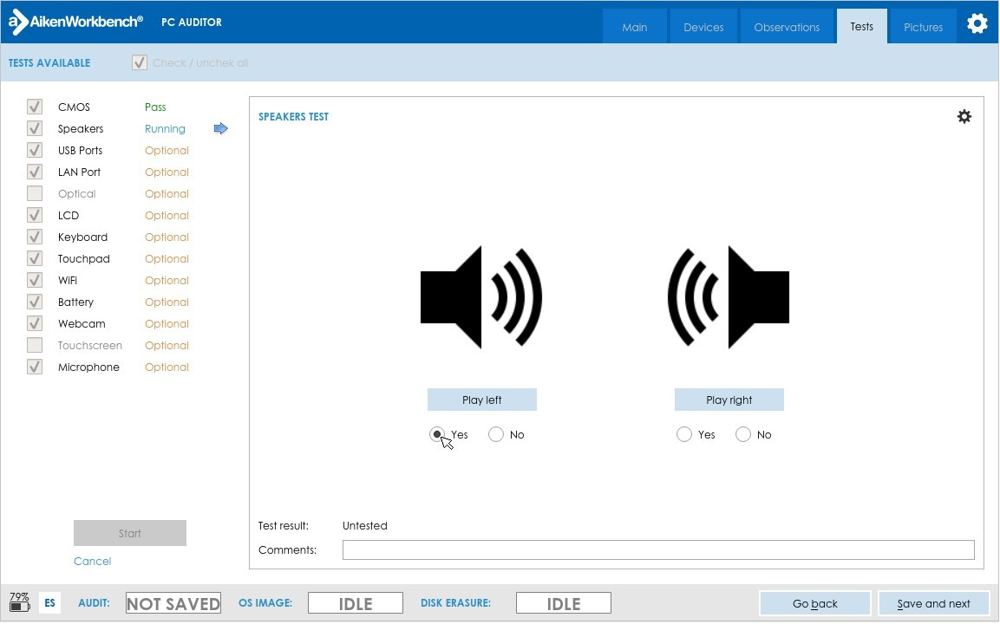 a AikenWorkbench® PC AUDITOR Main Devices Observations Tests Pictures
TESTS AVAILABLE Check / unchek all
CMOS Pass
Speakers Running
USB Ports Optional
LAN Port Optional
Optical Optional
LCD Optional
Keyboard Optional
Touchpad Optional
WiFi Optional
Battery Optional
Webcam Optional
Touchscreen Optional
Microphone Optional
Start
Cancel
SPEAKERS TEST
Play left Play right
Yes No Yes No
Test result: Untested
Comments:
79% ES AUDIT: NOT SAVED OS IMAGE: IDLE DISK ERASURE: IDLE Go back Save and next